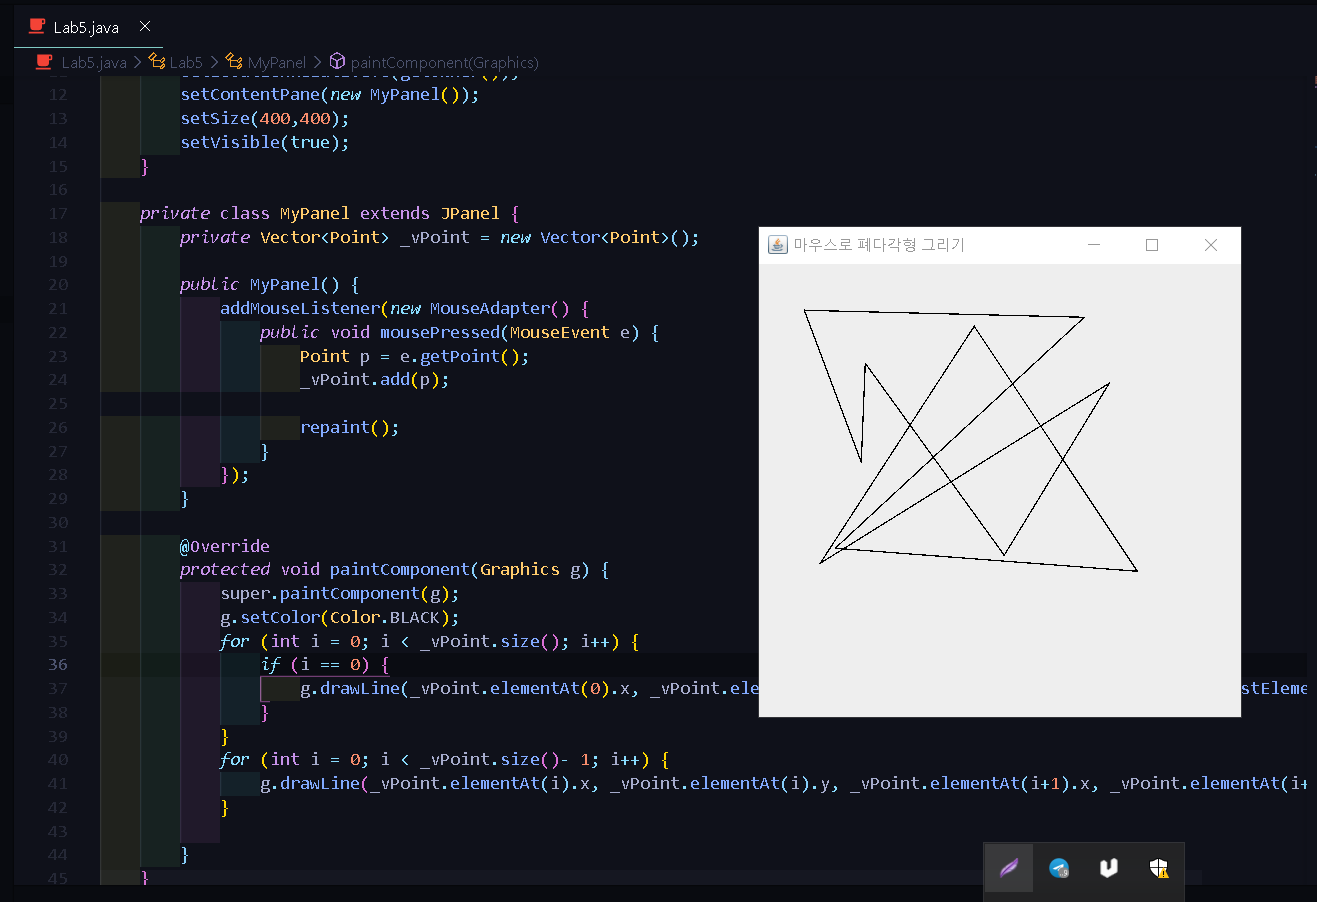 Lab5.java
Lab5.java > Lab5 > MyPanel > paintComponent(Graphics)
12 setContentPane(new MyPanel());
13 setSize(400,400);
14 setVisible(true);
15 }
16
17 private class MyPanel extends JPanel {
18 private Vector<Point> _vPoint = new Vector<Point>();
19
20 public MyPanel() {
21 addMouseListener(new MouseAdapter() {
22 public void mousePressed(MouseEvent e) {
23 Point p = e.getPoint();
24 _vPoint.add(p);
25
26 repaint();
27 }
28 });
29 }
30
31 @Override
32 protected void paintComponent(Graphics g) {
33 super.paintComponent(g);
34 g.setColor(Color.BLACK);
35 for (int i = 0; i < _vPoint.size(); i++) {
36 if (i == 0) {
37 g.drawLine(_vPoint.elementAt(0).x, _vPoint.ele stEleme
38 }
39 }
40 for (int i = 0; i < _vPoint.size()- 1; i++) {
41 g.drawLine(_vPoint.elementAt(i).x, _vPoint.elementAt(i).y, _vPoint.elementAt(i+1).x, _vPoint.elementAt(i+
42 }
43
44 }
45 }
마우스로 폐다각형 그리기